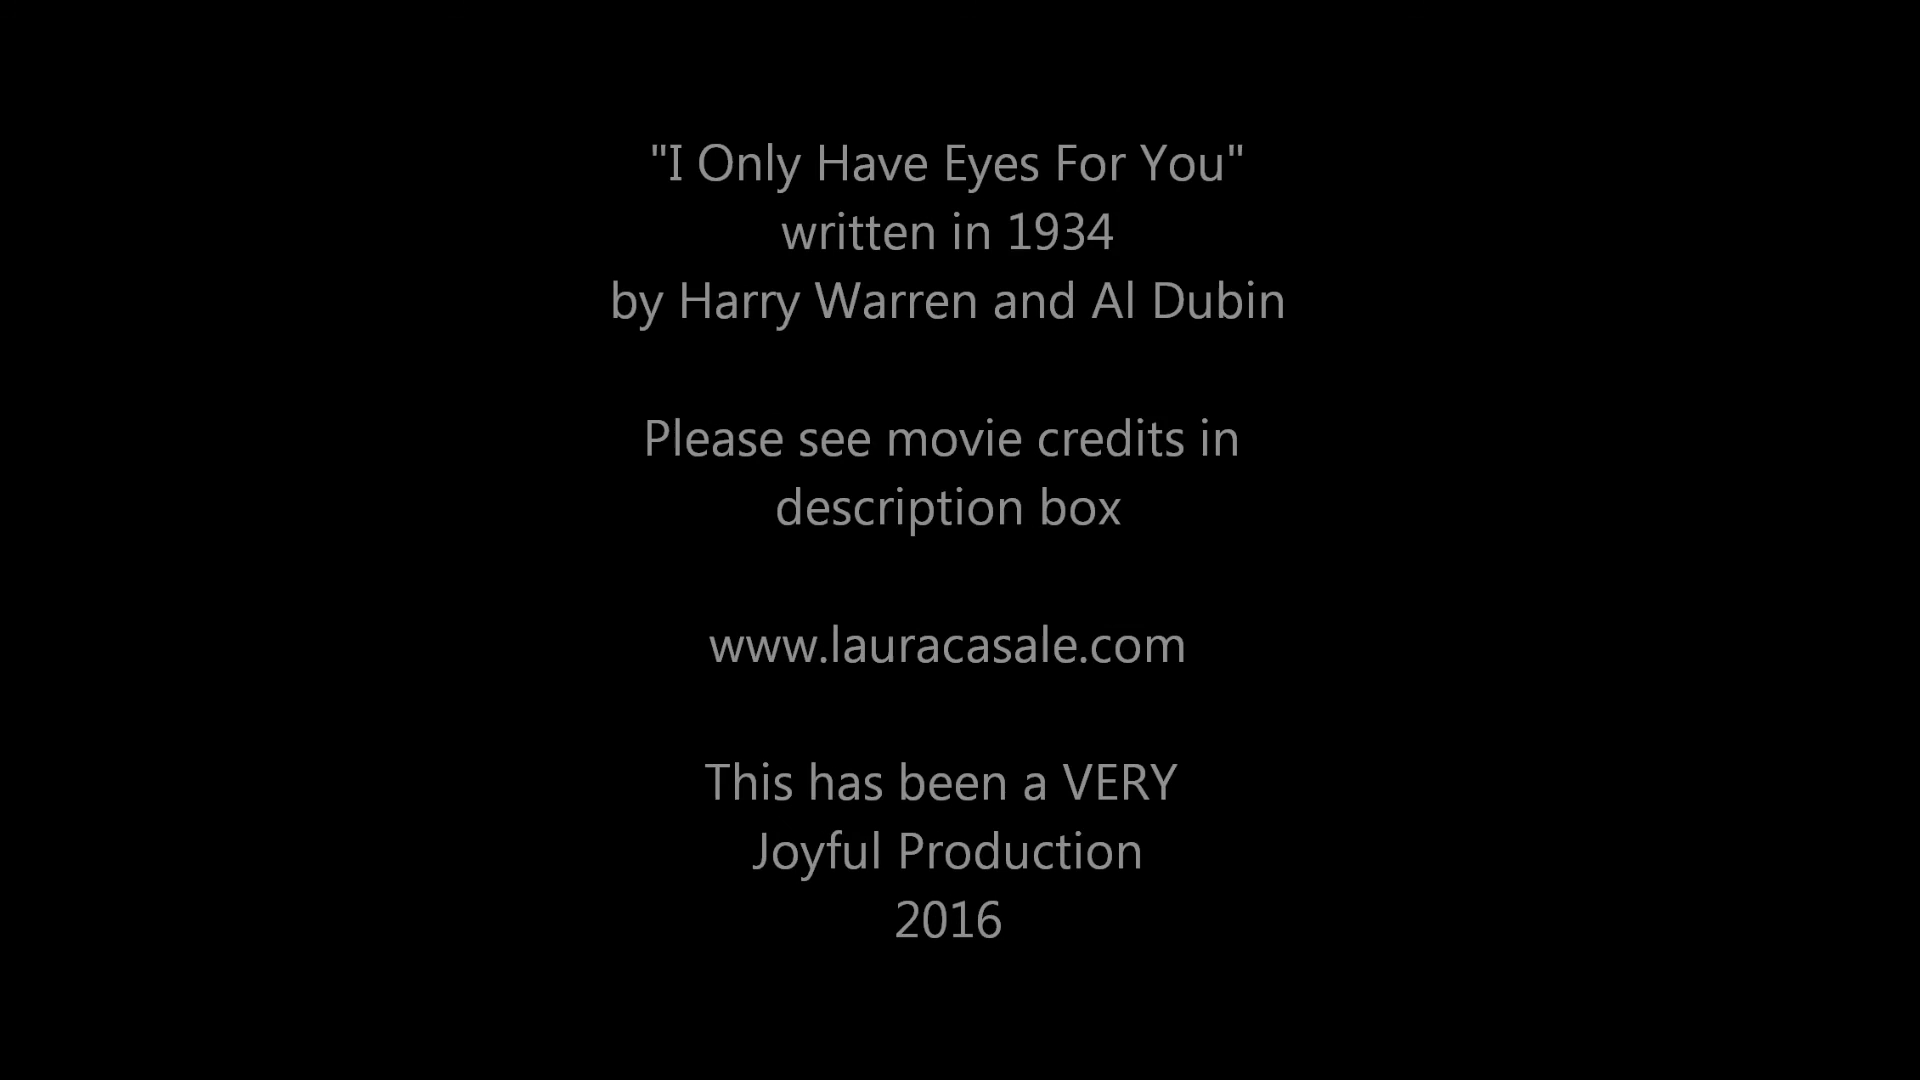 "I Only Have Eyes For You"
written in 1934
by Harry Warren and Al Dubin
Please see movie credits in
description box
www.lauracasale.com
This has been a VERY
Joyful Production
2016